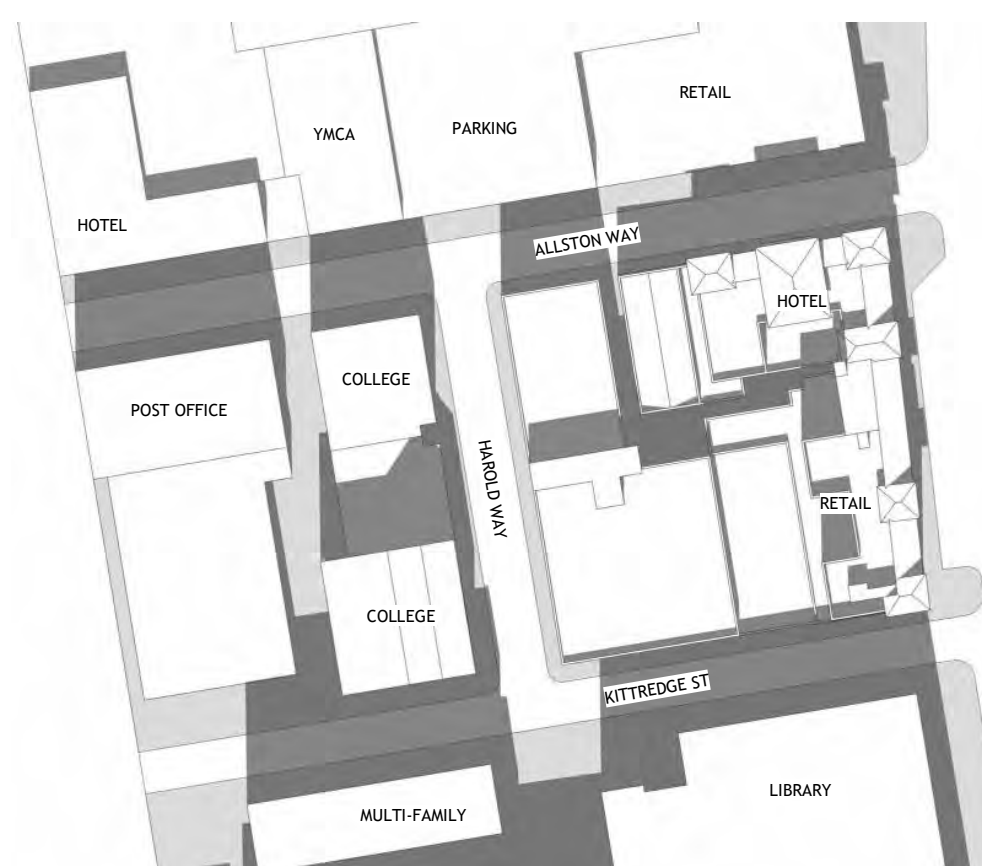 RETAIL
YMCA
PARKING
HOTEL
ALLSTON WAY
HOTEL
COLLEGE
POST OFFICE
HAROLD WAY
RETAIL
COLLEGE
KITTREDGE ST
LIBRARY
MULTI-FAMILY